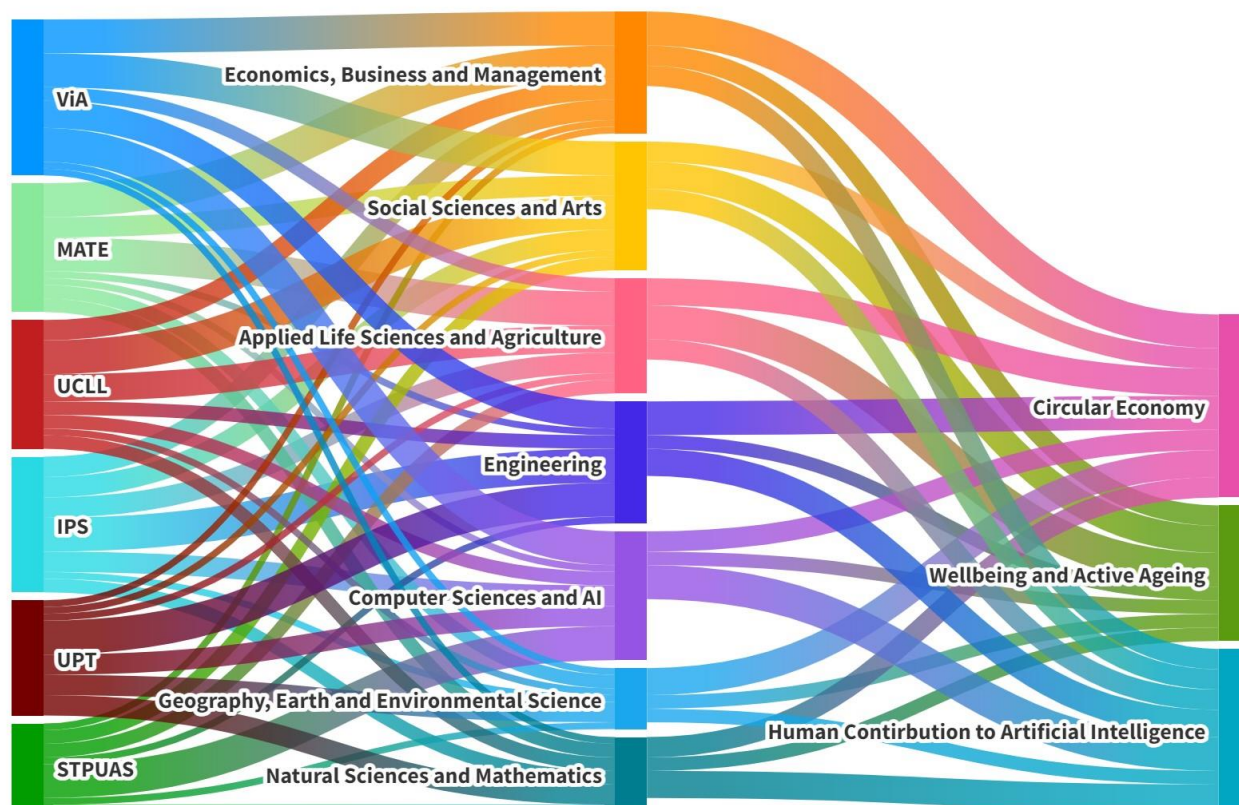 ViA
MATE
UCLL
IPS
UPT
STPUAS
Economics, Business and Management
Social Sciences and Arts
Applied Life Sciences and Agriculture
Engineering
Computer Sciences and AI
Geography, Earth and Environmental Science
Natural Sciences and Mathematics
Circular Economy
Wellbeing and Active Ageing
Human Contirbution to Artificial Intelligence